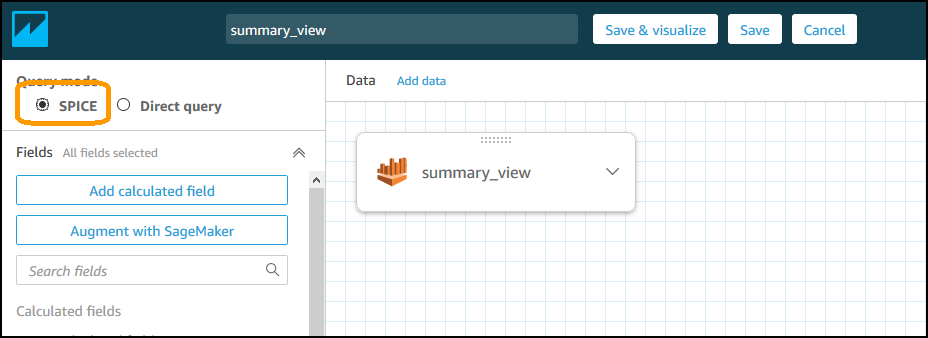 summary_view
Save & visualize
Save
Cancel
Query mode
SPICE
Direct query
Data
Add data
Fields
All fields selected
Add calculated field
Augment with SageMaker
Search fields
Calculated fields
summary_view